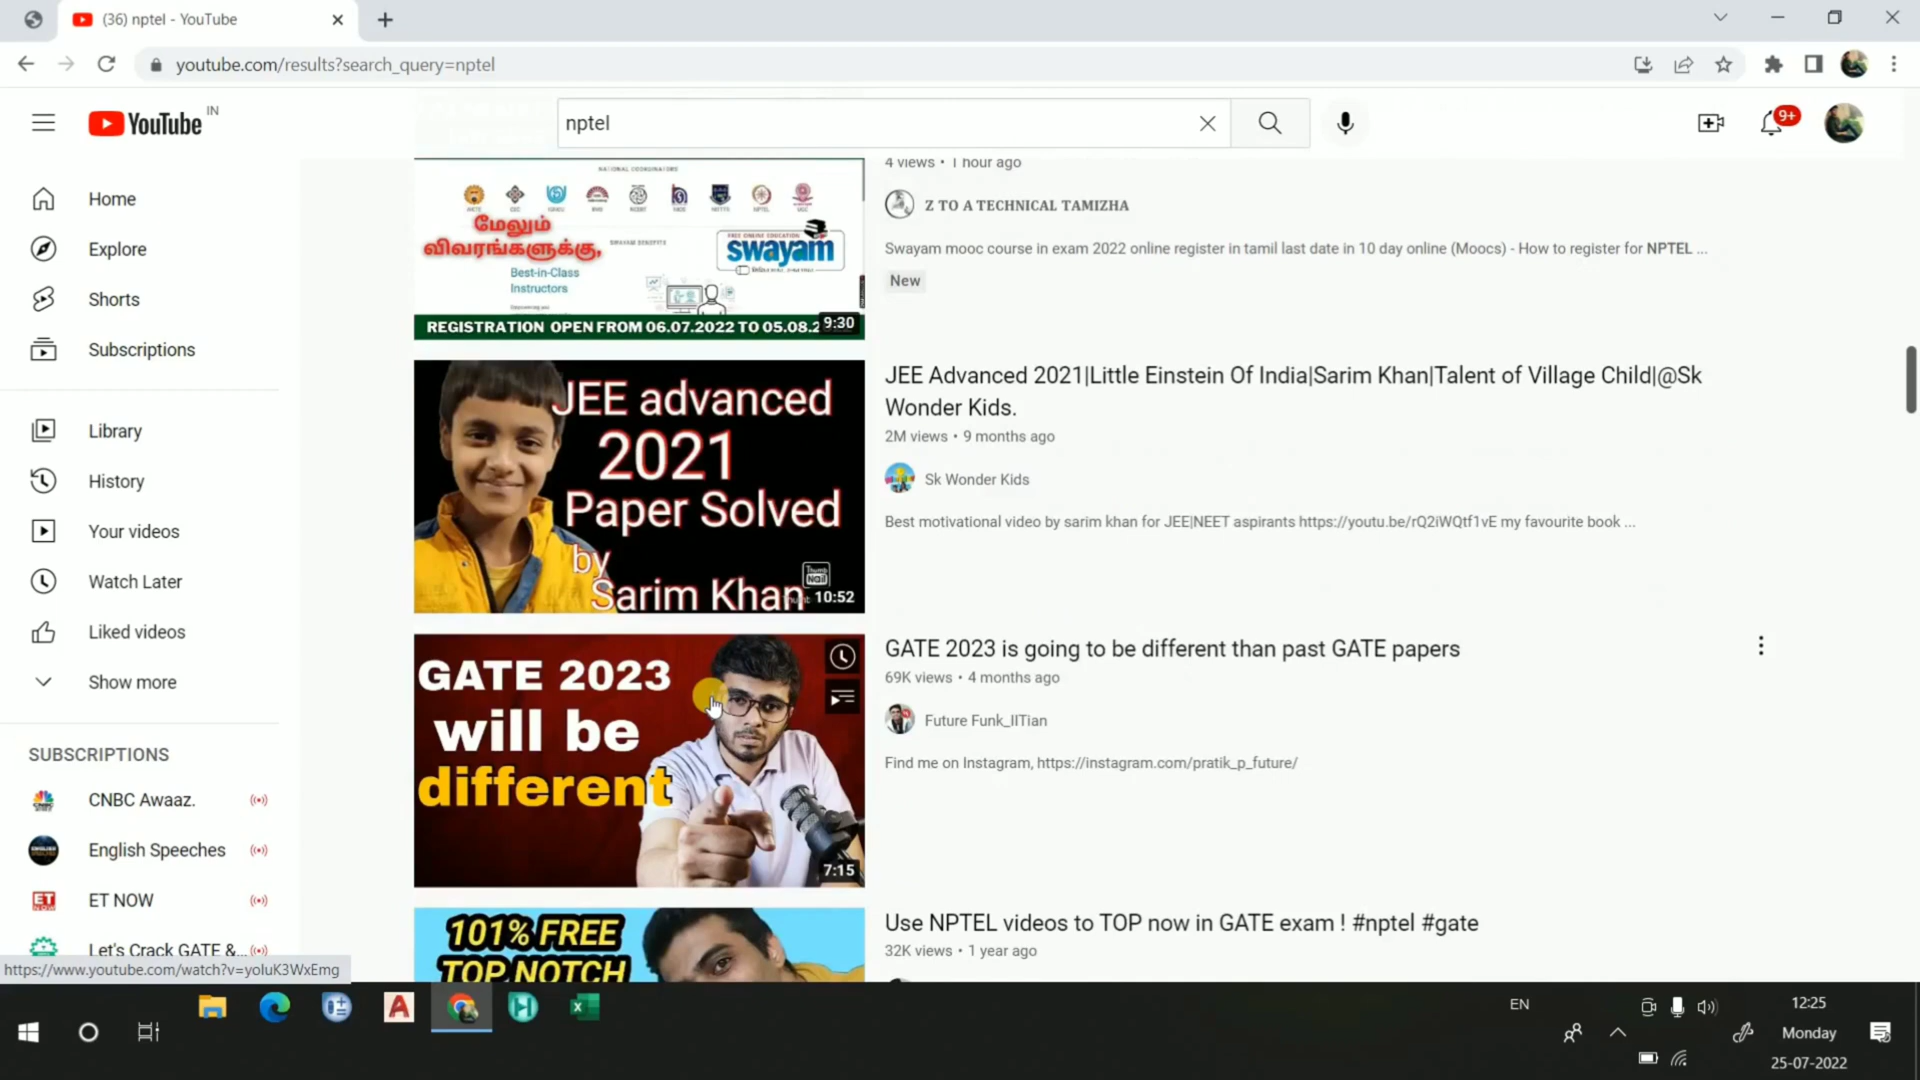 (36) nptel - YouTube
youtube.com/results?search_query=nptel
YouTube IN
nptel
9+
Home
Explore
Shorts
Subscriptions
Library
History
Your videos
Watch Later
Liked videos
Show more
SUBSCRIPTIONS
CNBC Awaaz.
English Speeches
ET NOW
Let's Crack GATE &...
https://www.youtube.com/watch?v=yoluK3WxEmg
NATIONAL COORDINATORS
மேலும்
விவரங்களுக்கு,
SWAYAM BENEFITS
FREE ONLINE EDUCATION
swayam
Best-in-Class
Instructors
REGISTRATION OPEN FROM 06.07.2022 TO 05.08.2
9:30
4 views • 1 hour ago
Z TO A TECHNICAL TAMIZHA
Swayam mooc course in exam 2022 online register in tamil last date in 10 day online (Moocs) - How to register for NPTEL ...
New
JEE advanced
2021
Paper Solved
by
Sarim Khan
Thumb
Nail
10:52
JEE Advanced 2021|Little Einstein Of India|Sarim Khan|Talent of Village Child|@Sk
Wonder Kids.
2M views • 9 months ago
Sk Wonder Kids
Best motivational video by sarim khan for JEE|NEET aspirants https://youtu.be/rQ2iWQtf1vE my favourite book ...
GATE 2023
will be
different
7:15
GATE 2023 is going to be different than past GATE papers
69K views • 4 months ago
Future Funk_IITian
Find me on Instagram, https://instagram.com/pratik_p_future/
101% FREE
TOP NOTCH
Use NPTEL videos to TOP now in GATE exam ! #nptel #gate
32K views • 1 year ago
EN
12:25
Monday
25-07-2022